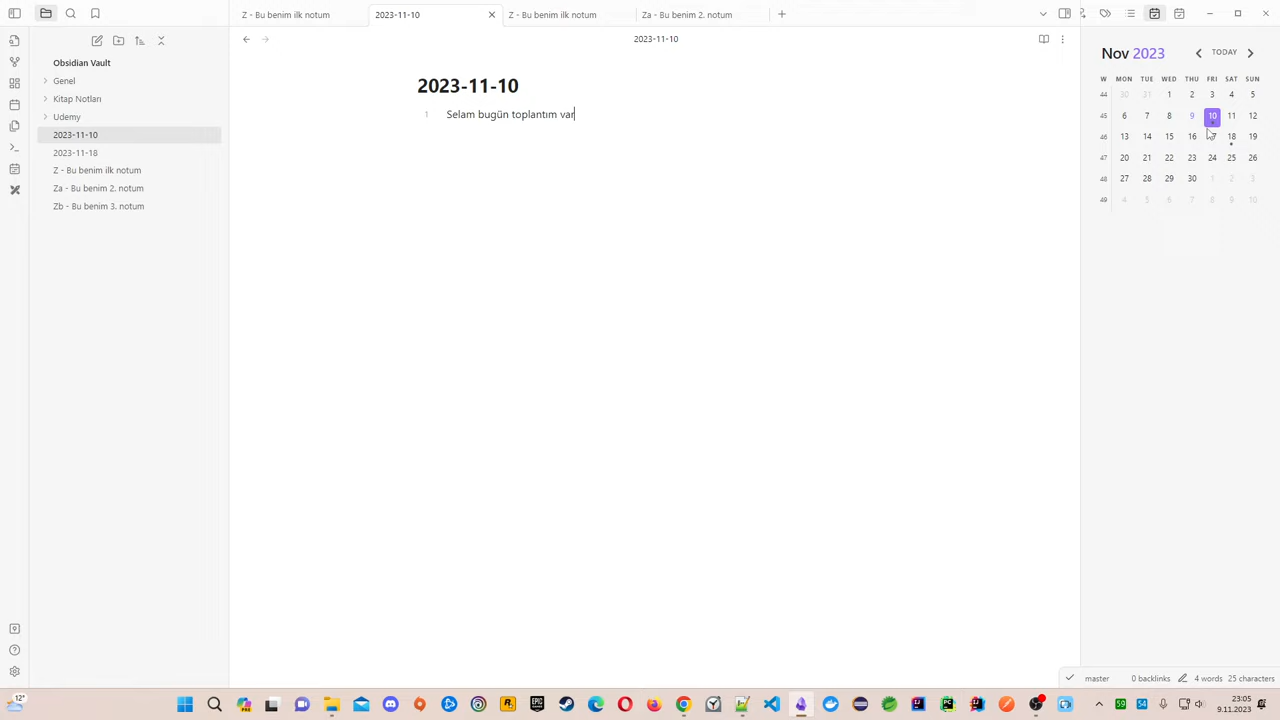 Z - Bu benim ilk notum
2023-11-10
Z - Bu benim ilk notum
Za - Bu benim 2. notum
2023-11-10
Obsidian Vault
Genel
Kitap Notları
Udemy
2023-11-10
2023-11-18
Z - Bu benim ilk notum
Za - Bu benim 2. notum
Zb - Bu benim 3. notum
2023-11-10
1 Selam bugün toplantım var
Nov 2023 TODAY
W MON TUE WED THU FRI SAT SUN
44 30 31 1 2 3 4 5
45 6 7 8 9 10 11 12
46 13 14 15 16 17 18 19
47 20 21 22 23 24 25 26
48 27 28 29 30 1 2 3
49 4 5 6 7 8 9 10
master 0 backlinks 4 words 25 characters
12°
59 34 23:05
9.11.2023